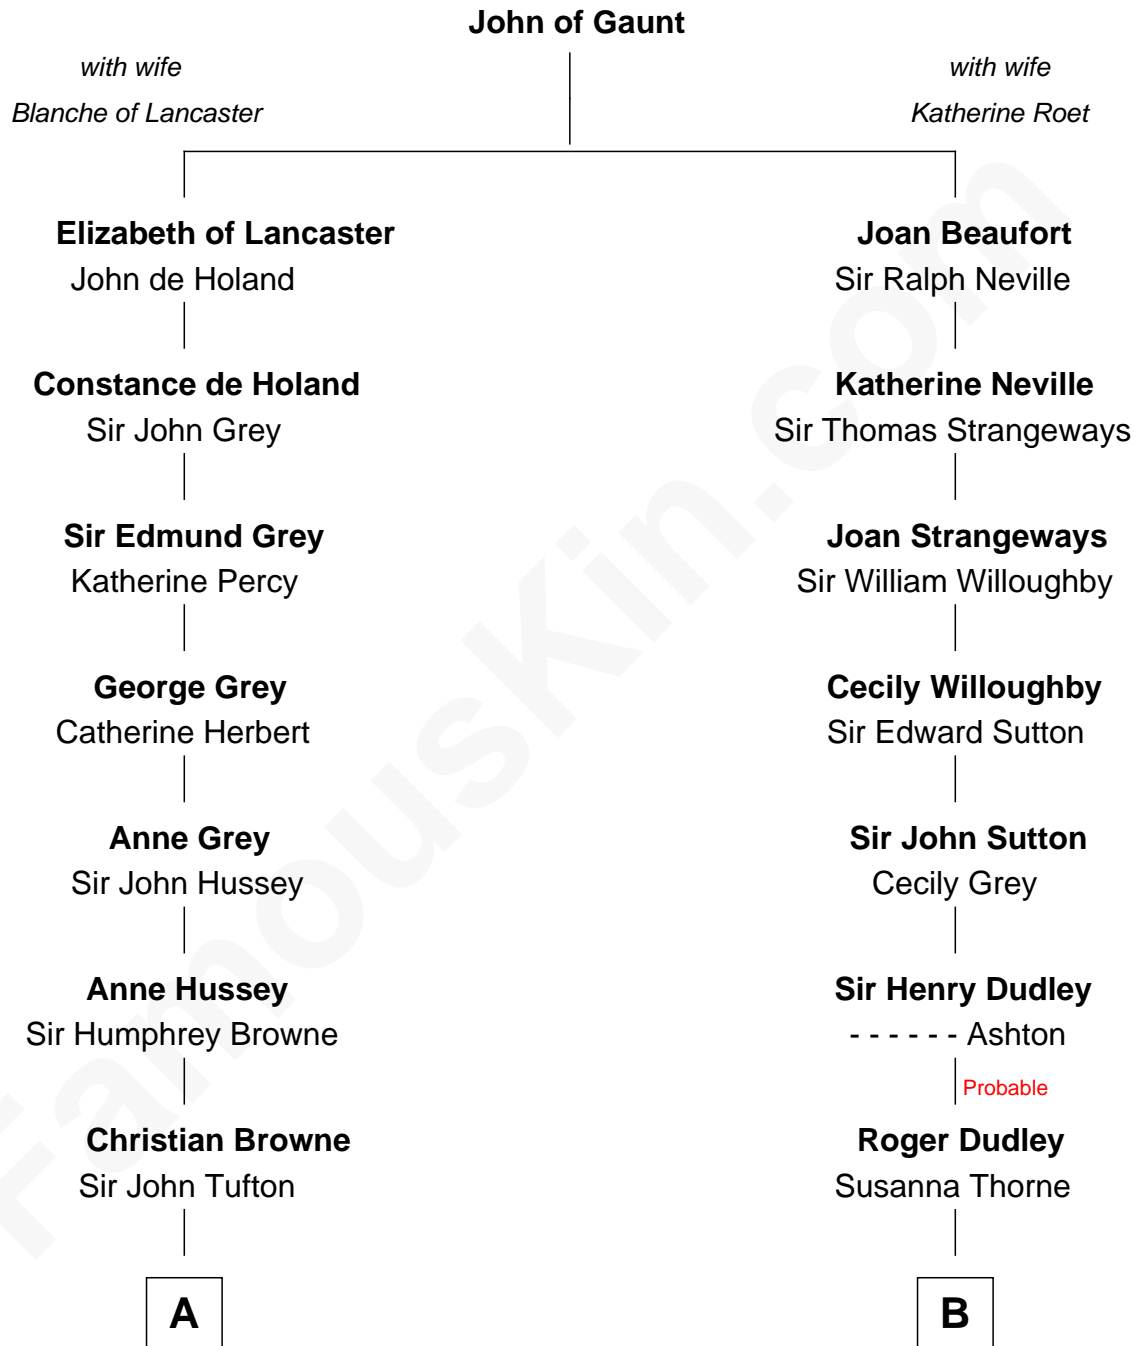 John of Gaunt
with wife
Blanche of Lancaster
with wife
Katherine Roet
Elizabeth of Lancaster
John de Holand
Joan Beaufort
Sir Ralph Neville
Constance de Holand
Sir John Grey
Katherine Neville
Sir Thomas Strangeways
Sir Edmund Grey
Katherine Percy
Joan Strangeways
Sir William Willoughby
George Grey
Catherine Herbert
Cecily Willoughby
Sir Edward Sutton
Anne Grey
Sir John Hussey
Sir John Sutton
Cecily Grey
Anne Hussey
Sir Humphrey Browne
Sir Henry Dudley
- - - - - - Ashton
Probable
Christian Browne
Sir John Tufton
Roger Dudley
Susanna Thorne
A
B
FamousKin.com